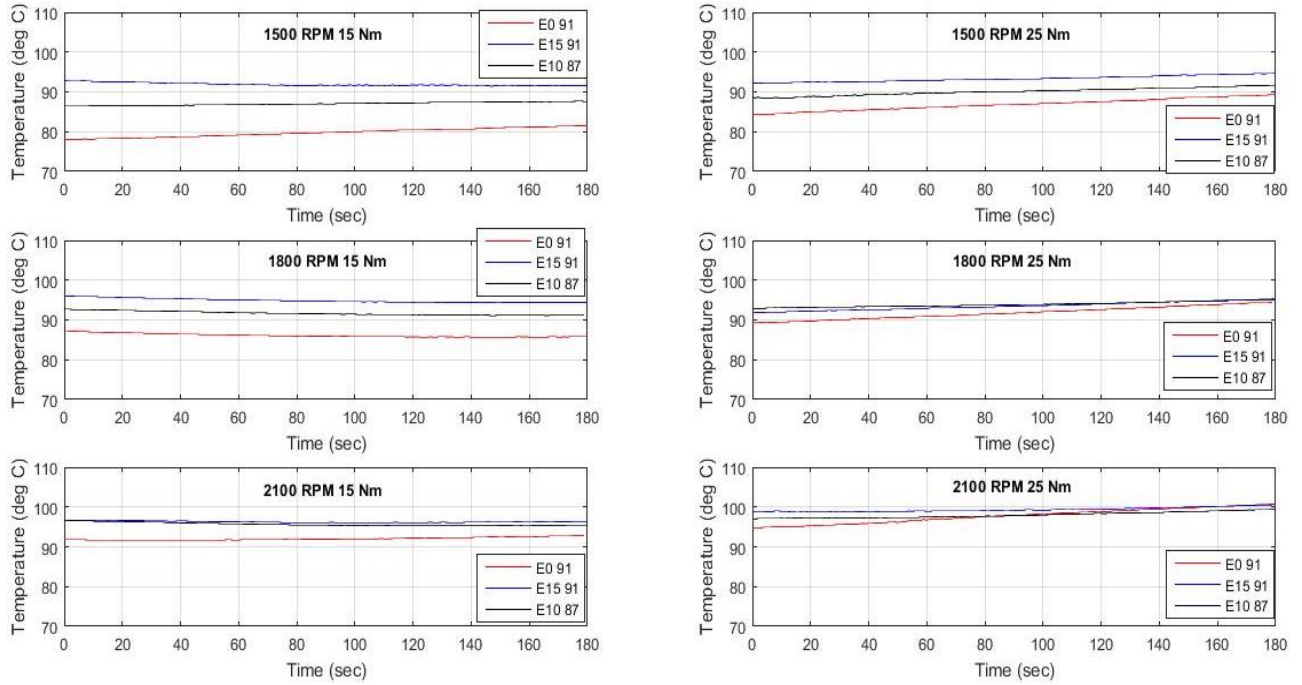 1500 RPM 15 Nm
E0 91
E15 91
E10 87
Temperature (deg C)
110
100
90
80
70
0 20 40 60 80 100 120 140 160 180
Time (sec)
1500 RPM 25 Nm
E0 91
E15 91
E10 87
Temperature (deg C)
110
100
90
80
70
0 20 40 60 80 100 120 140 160 180
Time (sec)
1800 RPM 15 Nm
E0 91
E15 91
E10 87
Temperature (deg C)
110
100
90
80
70
0 20 40 60 80 100 120 140 160 180
Time (sec)
1800 RPM 25 Nm
E0 91
E15 91
E10 87
Temperature (deg C)
110
100
90
80
70
0 20 40 60 80 100 120 140 160 180
Time (sec)
2100 RPM 15 Nm
E0 91
E15 91
E10 87
Temperature (deg C)
110
100
90
80
70
0 20 40 60 80 100 120 140 160 180
Time (sec)
2100 RPM 25 Nm
E0 91
E15 91
E10 87
Temperature (deg C)
110
100
90
80
70
0 20 40 60 80 100 120 140 160 180
Time (sec)